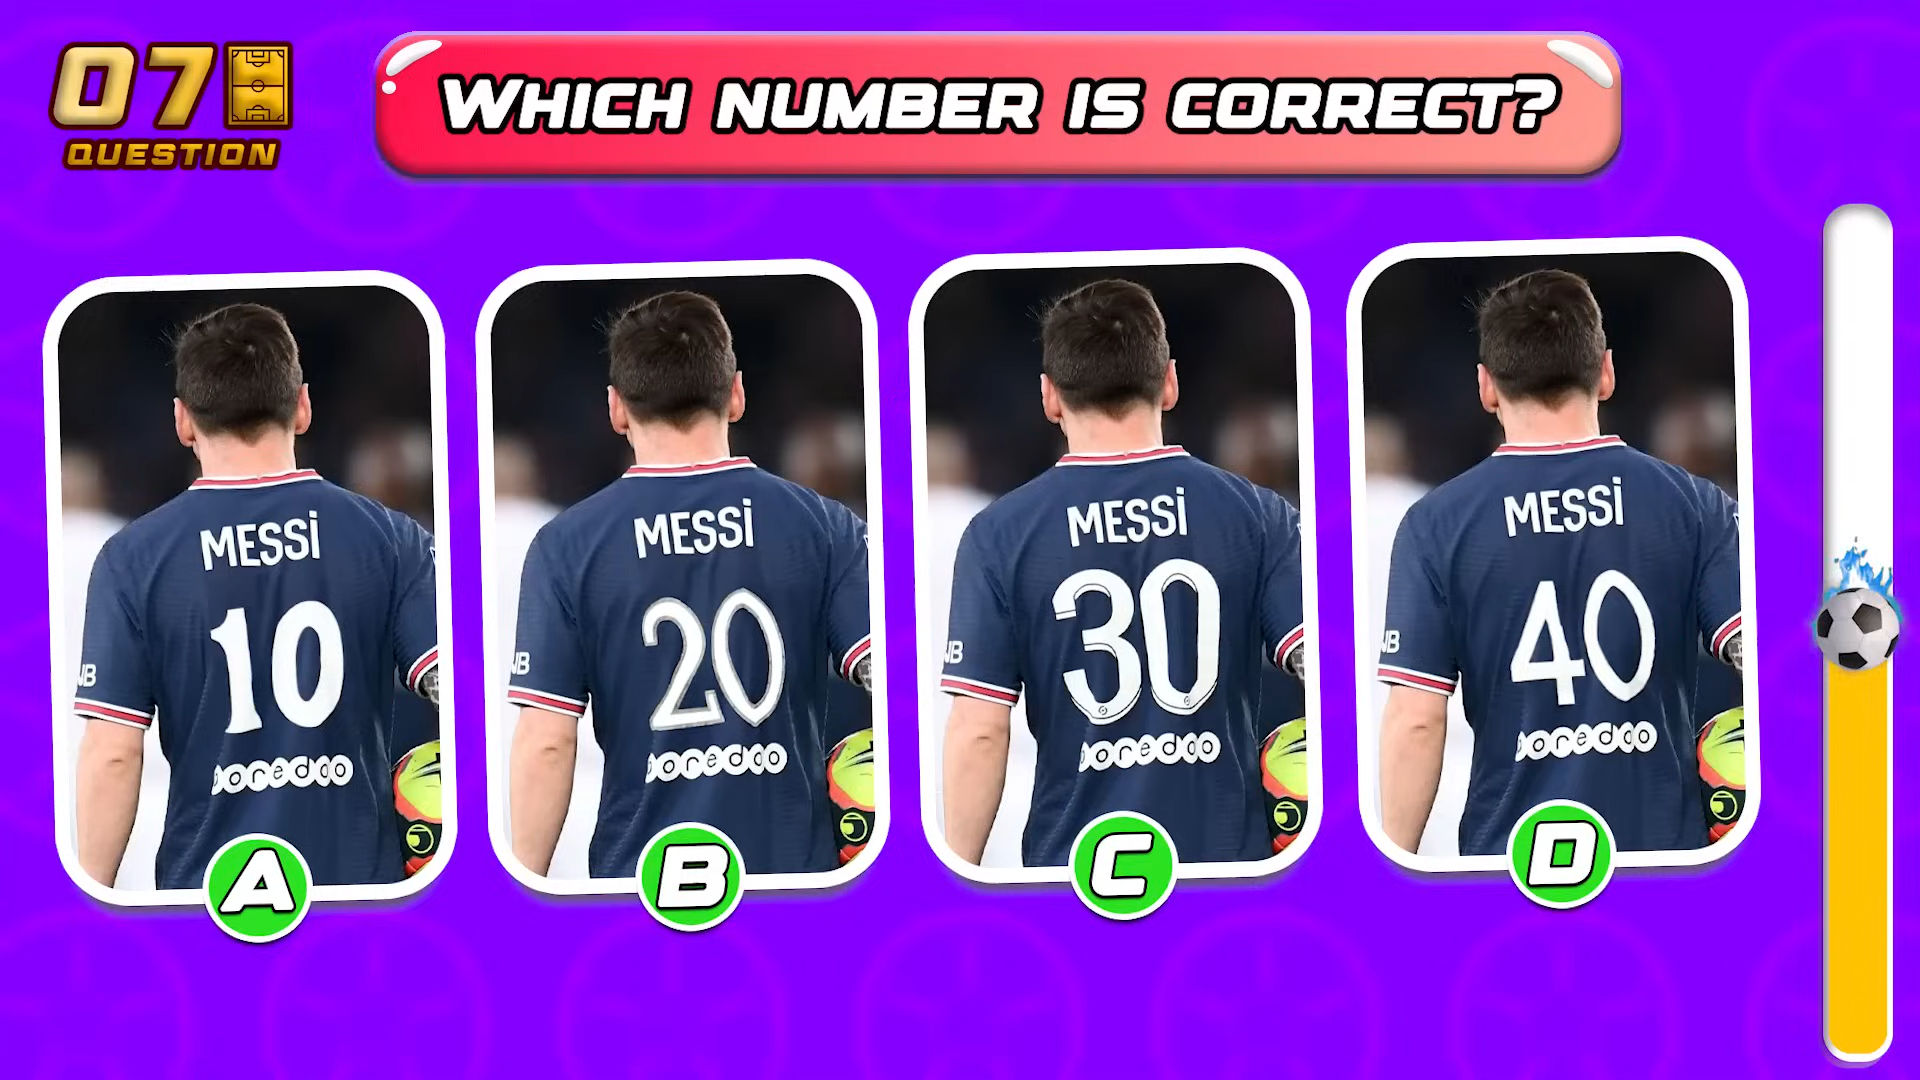 07
QUESTION
WHICH NUMBER IS CORRECT?
MESSi
10
ooredoo
A
MESSi
20
ooredoo
B
MESSi
30
ooredoo
C
MESSi
40
ooredoo
D